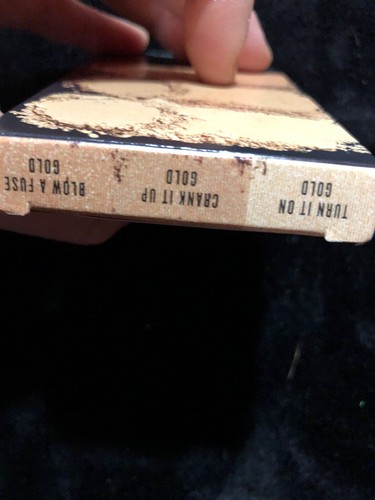 TURN IT ON
GOLD
CRANK IT UP
GOLD
BLOW A FUSE
GOLD